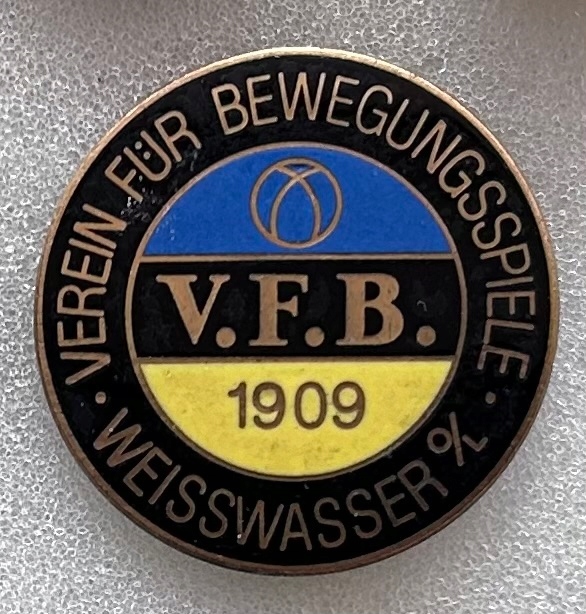 VEREIN FÜR BEWEGUNGSSPIELE
V.F.B.
1909
· WEISSWASSER O/L ·